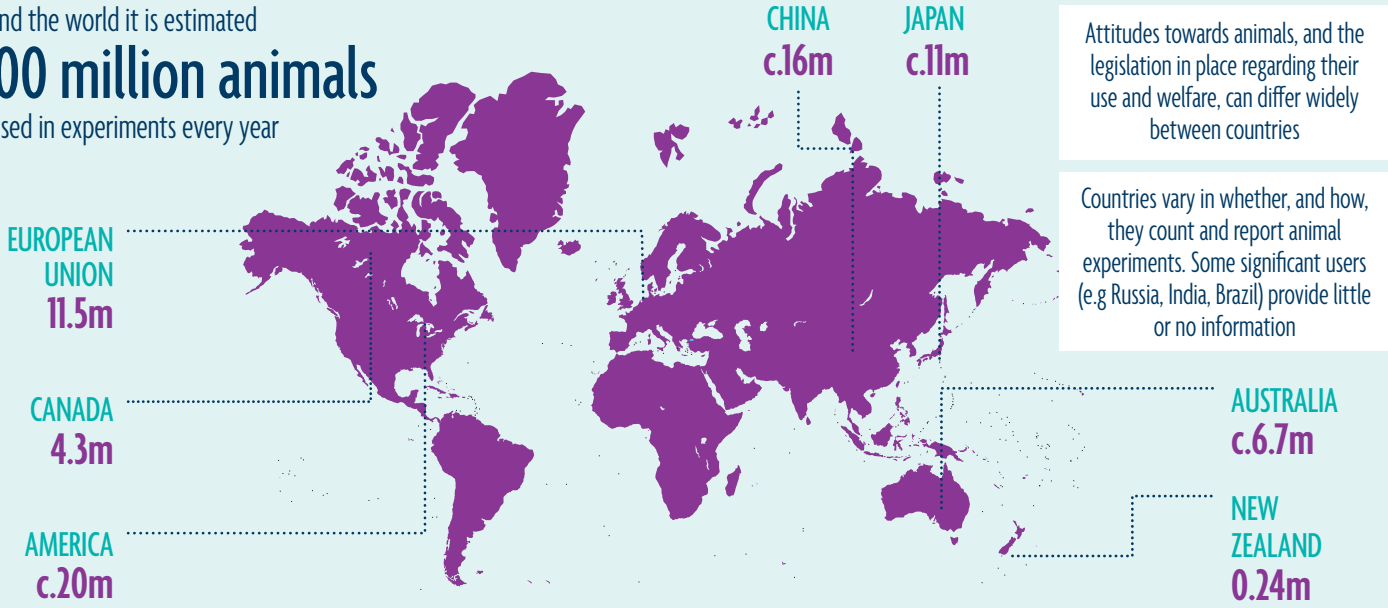 the world it is estimated
million animals
in experiments every year
CHINA
c.16m
JAPAN
c.11m
Attitudes towards animals, and the
legislation in place regarding their
use and welfare, can differ widely
between countries
Countries vary in whether, and how,
they count and report animal
experiments. Some significant users
(e.g Russia, India, Brazil) provide little
or no information
EUROPEAN
UNION
11.5m
CANADA
4.3m
AMERICA
c.20m
AUSTRALIA
c.6.7m
NEW
ZEALAND
0.24m